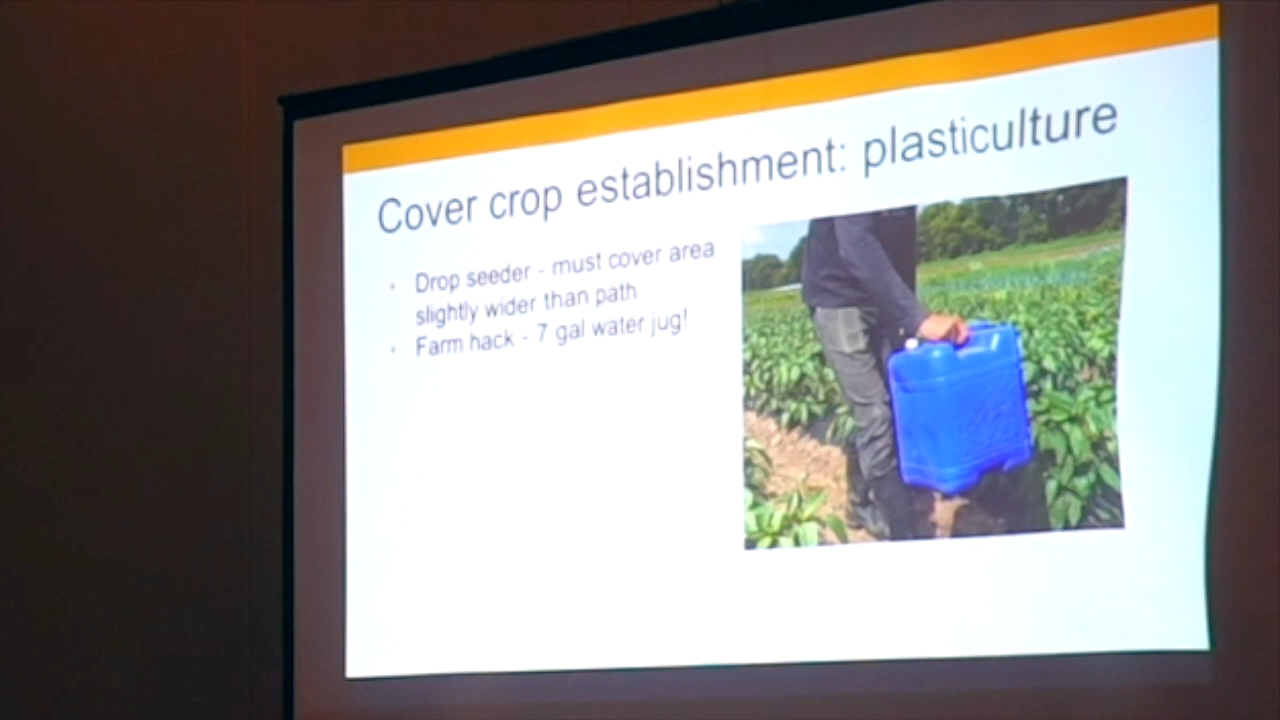 Cover crop establishment: plasticulture
• Drop seeder - must cover area
slightly wider than path
• Farm hack - 7 gal water jug!